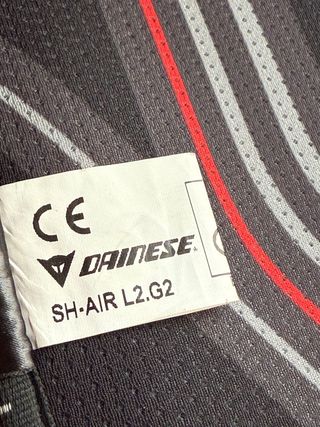 CE
DAINESE
SH-AIR L2.G2